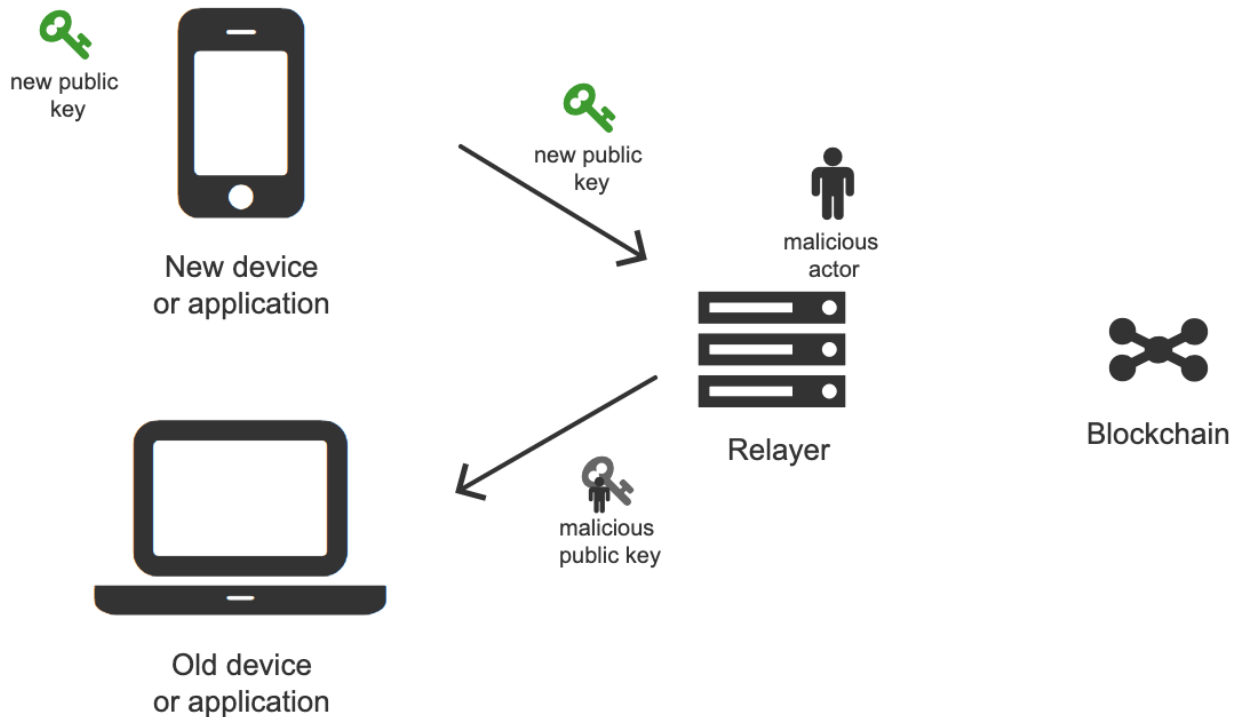 new public
key
New device
or application
new public
key
malicious
actor
Relayer
Blockchain
malicious
public key
Old device
or application